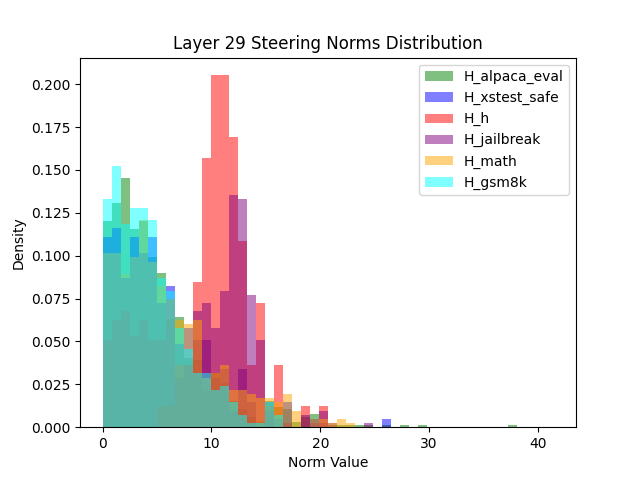 Layer 29 Steering Norms Distribution
H_alpaca_eval
H_xstest_safe
H_h
H_jailbreak
H_math
H_gsm8k
Density
0.200
0.175
0.150
0.125
0.100
0.075
0.050
0.025
0.000
0 10 20 30 40
Norm Value